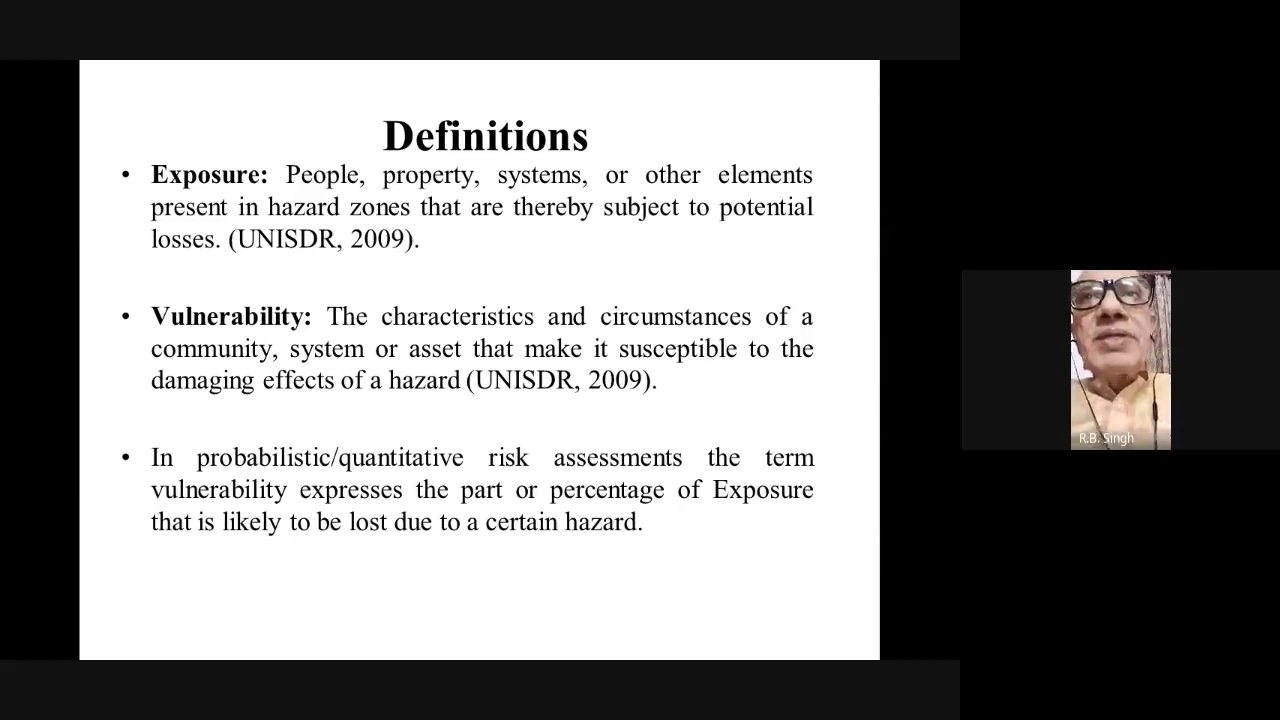 Definitions
• Exposure: People, property, systems, or other elements
present in hazard zones that are thereby subject to potential
losses. (UNISDR, 2009).
• Vulnerability: The characteristics and circumstances of a
community, system or asset that make it susceptible to the
damaging effects of a hazard (UNISDR, 2009).
• In probabilistic/quantitative risk assessments the term
vulnerability expresses the part or percentage of Exposure
that is likely to be lost due to a certain hazard.
R.B. Singh